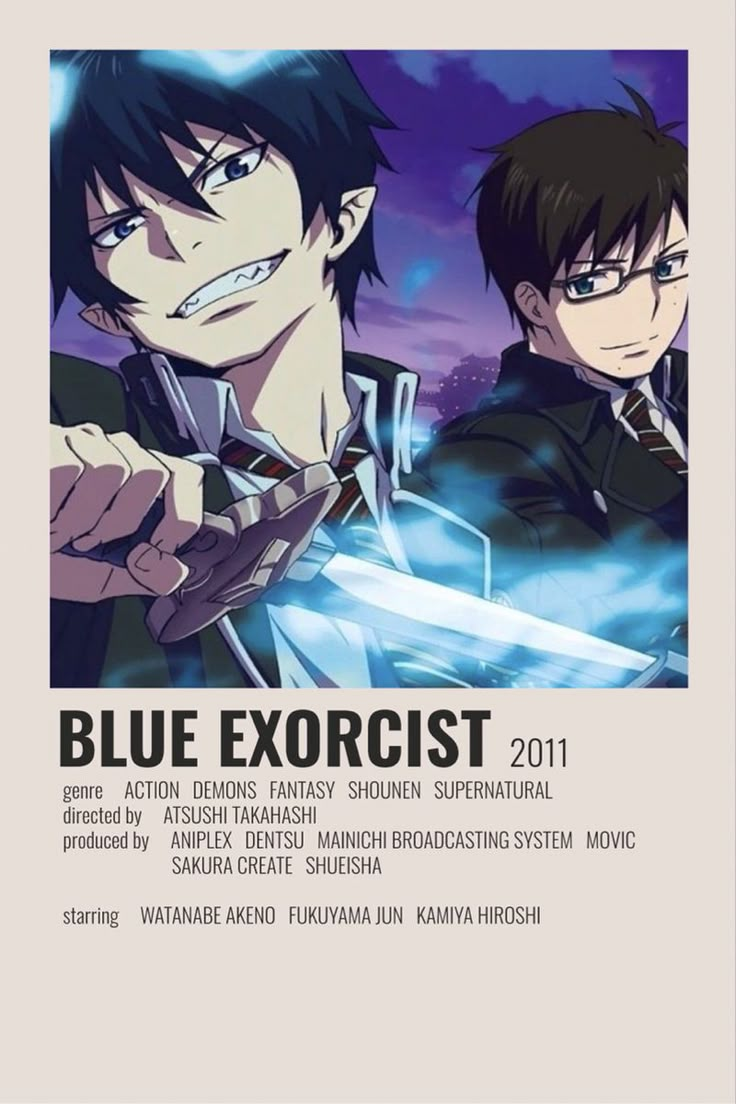 BLUE EXORCIST 2011
genre ACTION DEMONS FANTASY SHOUNEN SUPERNATURAL
directed by ATSUSHI TAKAHASHI
produced by ANIPLEX DENTSU MAINICHI BROADCASTING SYSTEM MOVIC
SAKURA CREATE SHUEISHA
starring WATANABE AKENO FUKUYAMA JUN KAMIYA HIROSHI